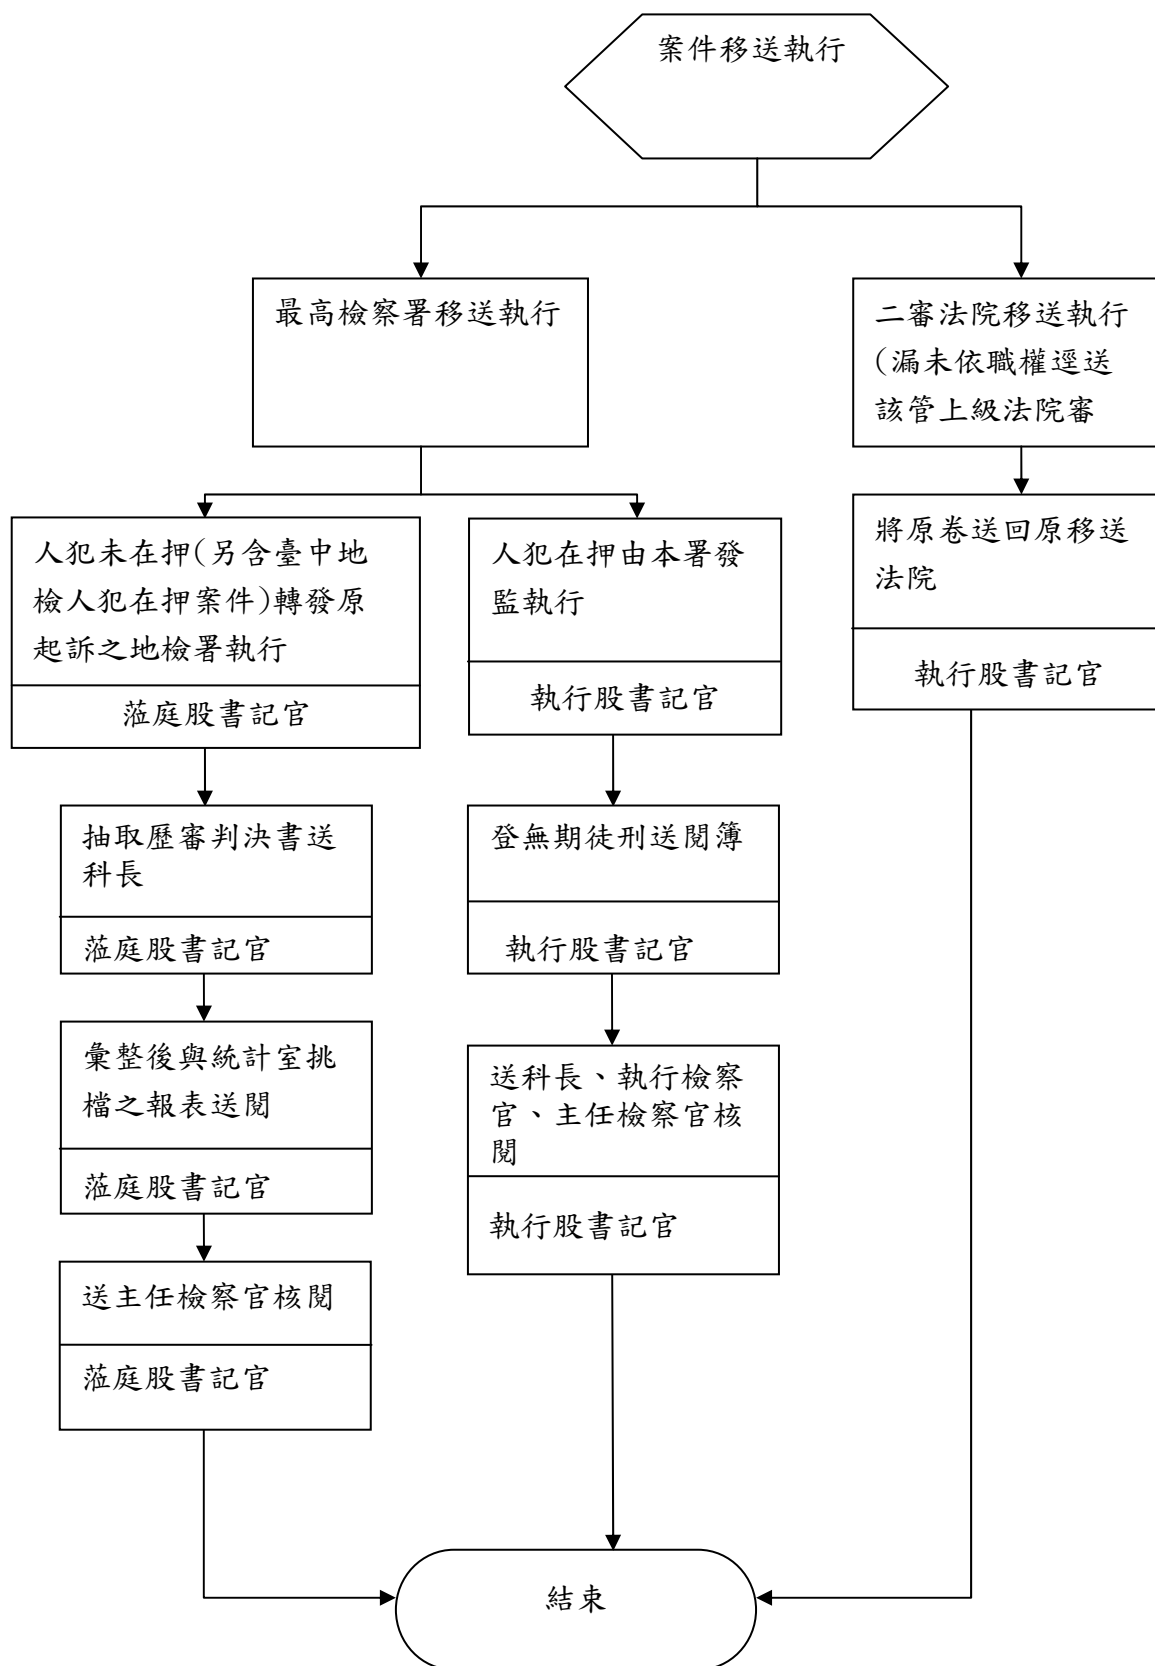 案件移送執行
最高檢察署移送執行
二審法院移送執行
(漏未依職權逕送
該管上級法院審
人犯未在押(另含臺中地
檢人犯在押案件)轉發原
起訴之地檢署執行
蒞庭股書記官
人犯在押由本署發
監執行
執行股書記官
將原卷送回原移送
法院
執行股書記官
抽取歷審判決書送
科長
蒞庭股書記官
登無期徒刑送閱簿
執行股書記官
彙整後與統計室挑
檔之報表送閱
蒞庭股書記官
送科長、執行檢察
官、主任檢察官核
閱
執行股書記官
送主任檢察官核閱
蒞庭股書記官
結束